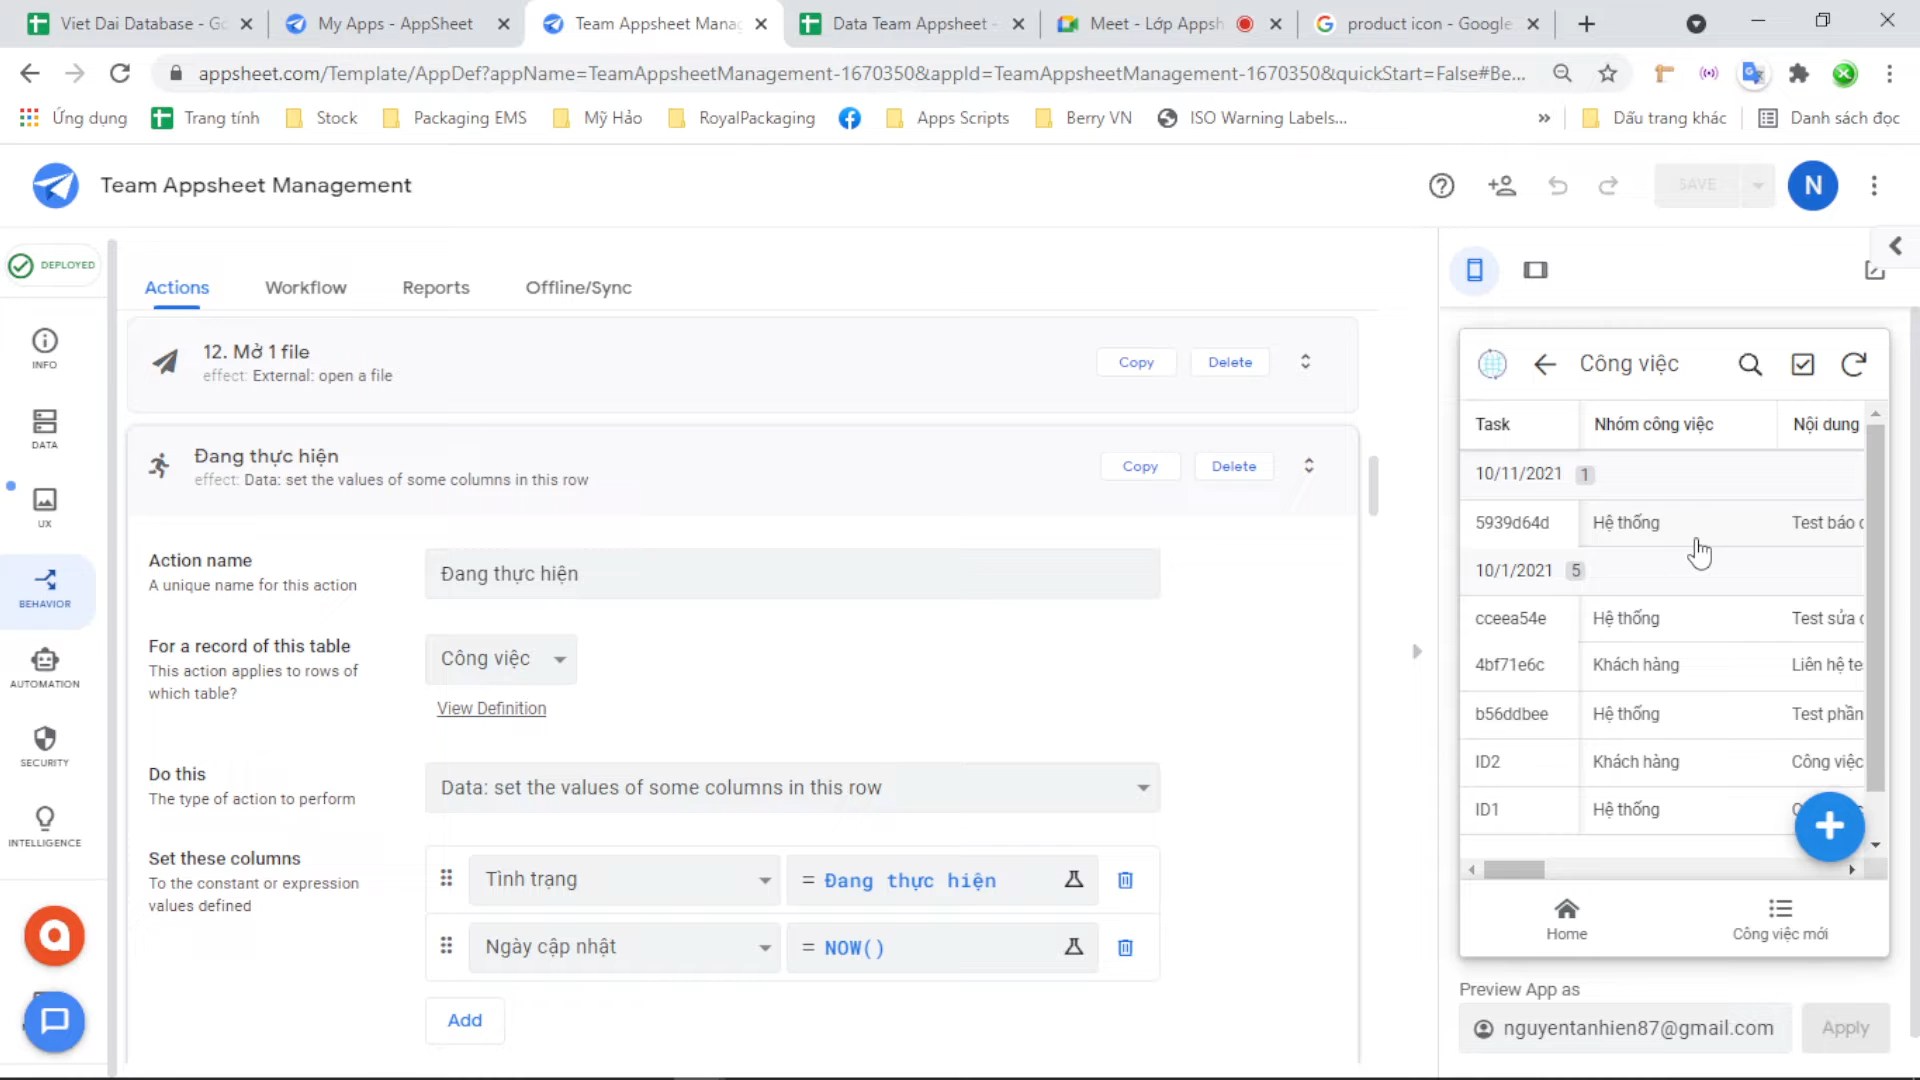 Viet Dai Database - Go
My Apps - AppSheet
Team Appsheet Manag
Data Team Appsheet -
Meet - Lớp Appsh
product icon - Google
appsheet.com/Template/AppDef?appName=TeamAppsheetManagement-1670350&appId=TeamAppsheetManagement-1670350&quickStart=False#Be...
Ứng dụng
Trang tính
Stock
Packaging EMS
Mỹ Hảo
RoyalPackaging
Apps Scripts
Berry VN
ISO Warning Labels...
»
Dấu trang khác
Danh sách đọc
Team Appsheet Management
SAVE
N
DEPLOYED
INFO
DATA
UX
BEHAVIOR
AUTOMATION
SECURITY
INTELLIGENCE
Actions
Workflow
Reports
Offline/Sync
12. Mở 1 file
effect: External: open a file
Copy
Delete
Đang thực hiện
effect: Data: set the values of some columns in this row
Copy
Delete
Action name
A unique name for this action
Đang thực hiện
For a record of this table
This action applies to rows of
which table?
Công việc
View Definition
Do this
The type of action to perform
Data: set the values of some columns in this row
Set these columns
To the constant or expression
values defined
Tình trạng
= Đang thực hiện
Ngày cập nhật
= NOW()
Add
Công việc
Task
Nhóm công việc
Nội dung
10/11/2021 1
5939d64d
Hệ thống
Test báo c
10/1/2021 5
cceea54e
Hệ thống
Test sửa c
4bf71e6c
Khách hàng
Liên hệ te
b56ddbee
Hệ thống
Test phần
ID2
Khách hàng
Công việc
ID1
Hệ thống
Home
Công việc mới
Preview App as
nguyentanhien87@gmail.com
Apply